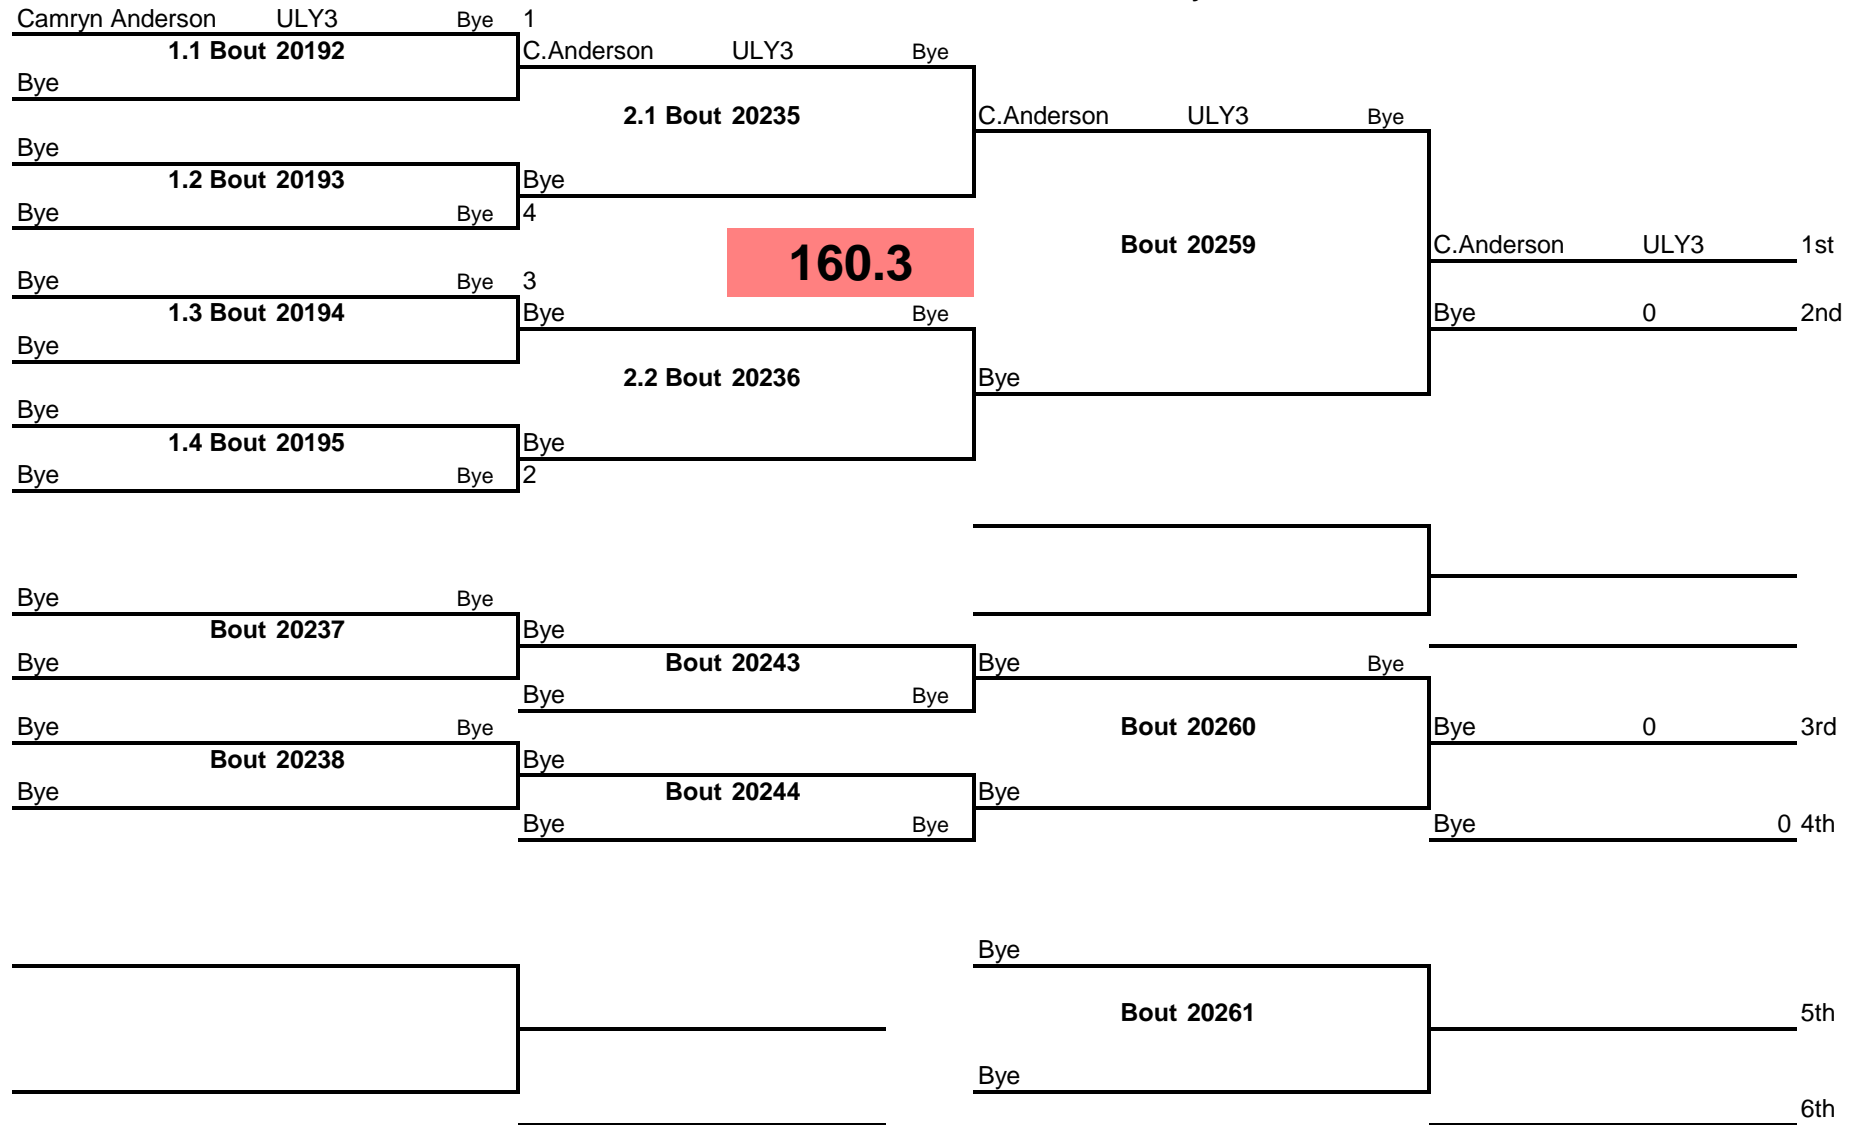 Camryn Anderson ULY3 Bye 1
1.1 Bout 20192 C.Anderson ULY3 Bye
Bye
2.1 Bout 20235 C.Anderson ULY3 Bye
Bye
1.2 Bout 20193 Bye
Bye Bye 4
160.3 Bout 20259 C.Anderson ULY3 1st
Bye Bye 3
1.3 Bout 20194 Bye Bye Bye 0 2nd
Bye
2.2 Bout 20236 Bye
Bye
1.4 Bout 20195 Bye
Bye Bye 2
Bye Bye
Bout 20237 Bye
Bye Bout 20243 Bye Bye
Bye Bye
Bye Bye Bout 20260 Bye 0 3rd
Bout 20238 Bye
Bye Bout 20244 Bye
Bye Bye Bye 0 4th
Bye
Bout 20261 5th
Bye
6th